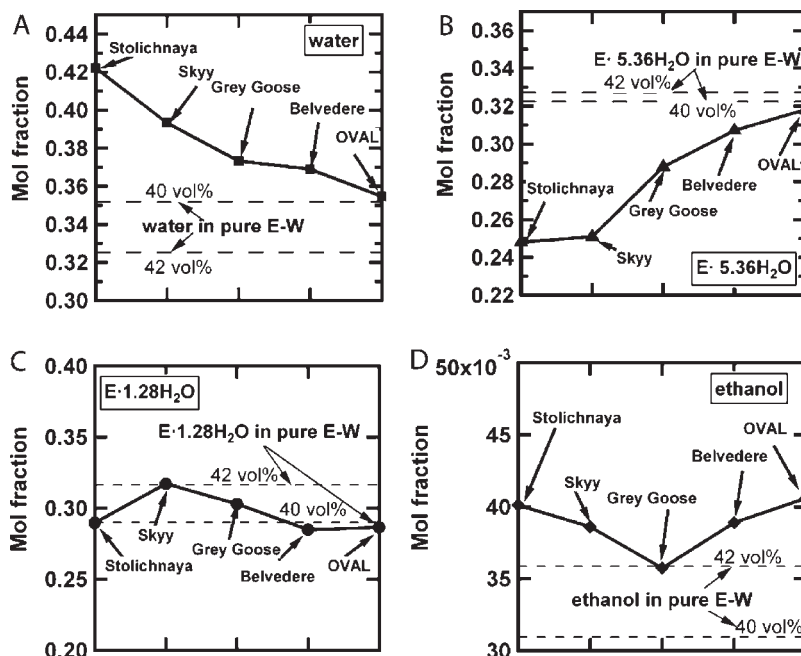 A
Mol fraction
0.44
0.42
0.40
0.38
0.36
0.34
0.32
0.30
water
Stolichnaya
Skyy
Grey Goose
Belvedere
OVAL
40 vol%
water in pure E-W
42 vol%
B
Mol fraction
0.36
0.34
0.32
0.30
0.28
0.26
0.24
0.22
E· 5.36H₂O in pure E-W
42 vol%
40 vol%
Stolichnaya
Skyy
Grey Goose
Belvedere
OVAL
E· 5.36H₂O
C
Mol fraction
0.40
0.35
0.30
0.25
0.20
E·1.28H₂O
E·1.28H₂O in pure E-W
42 vol%
40 vol%
Stolichnaya
Skyy
Grey Goose
Belvedere
OVAL
D
Mol fraction
50x10⁻³
45
40
35
30
ethanol
Stolichnaya
Skyy
Grey Goose
Belvedere
OVAL
42 vol%
ethanol in pure E-W
40 vol%